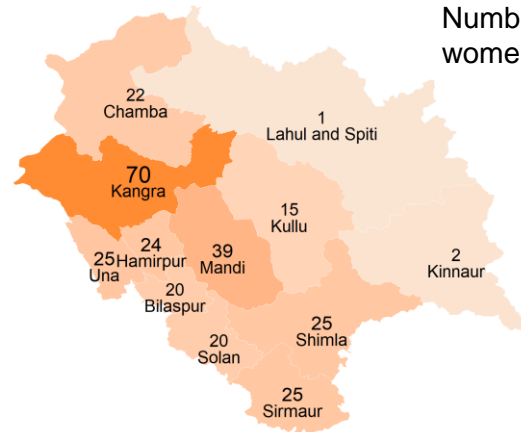 Numb
wome
22
Chamba
1
Lahul and Spiti
70
Kangra
15
Kullu
2
Kinnaur
24
Hamirpur
25
Una
39
Mandi
20
Bilaspur
25
Shimla
20
Solan
25
Sirmaur